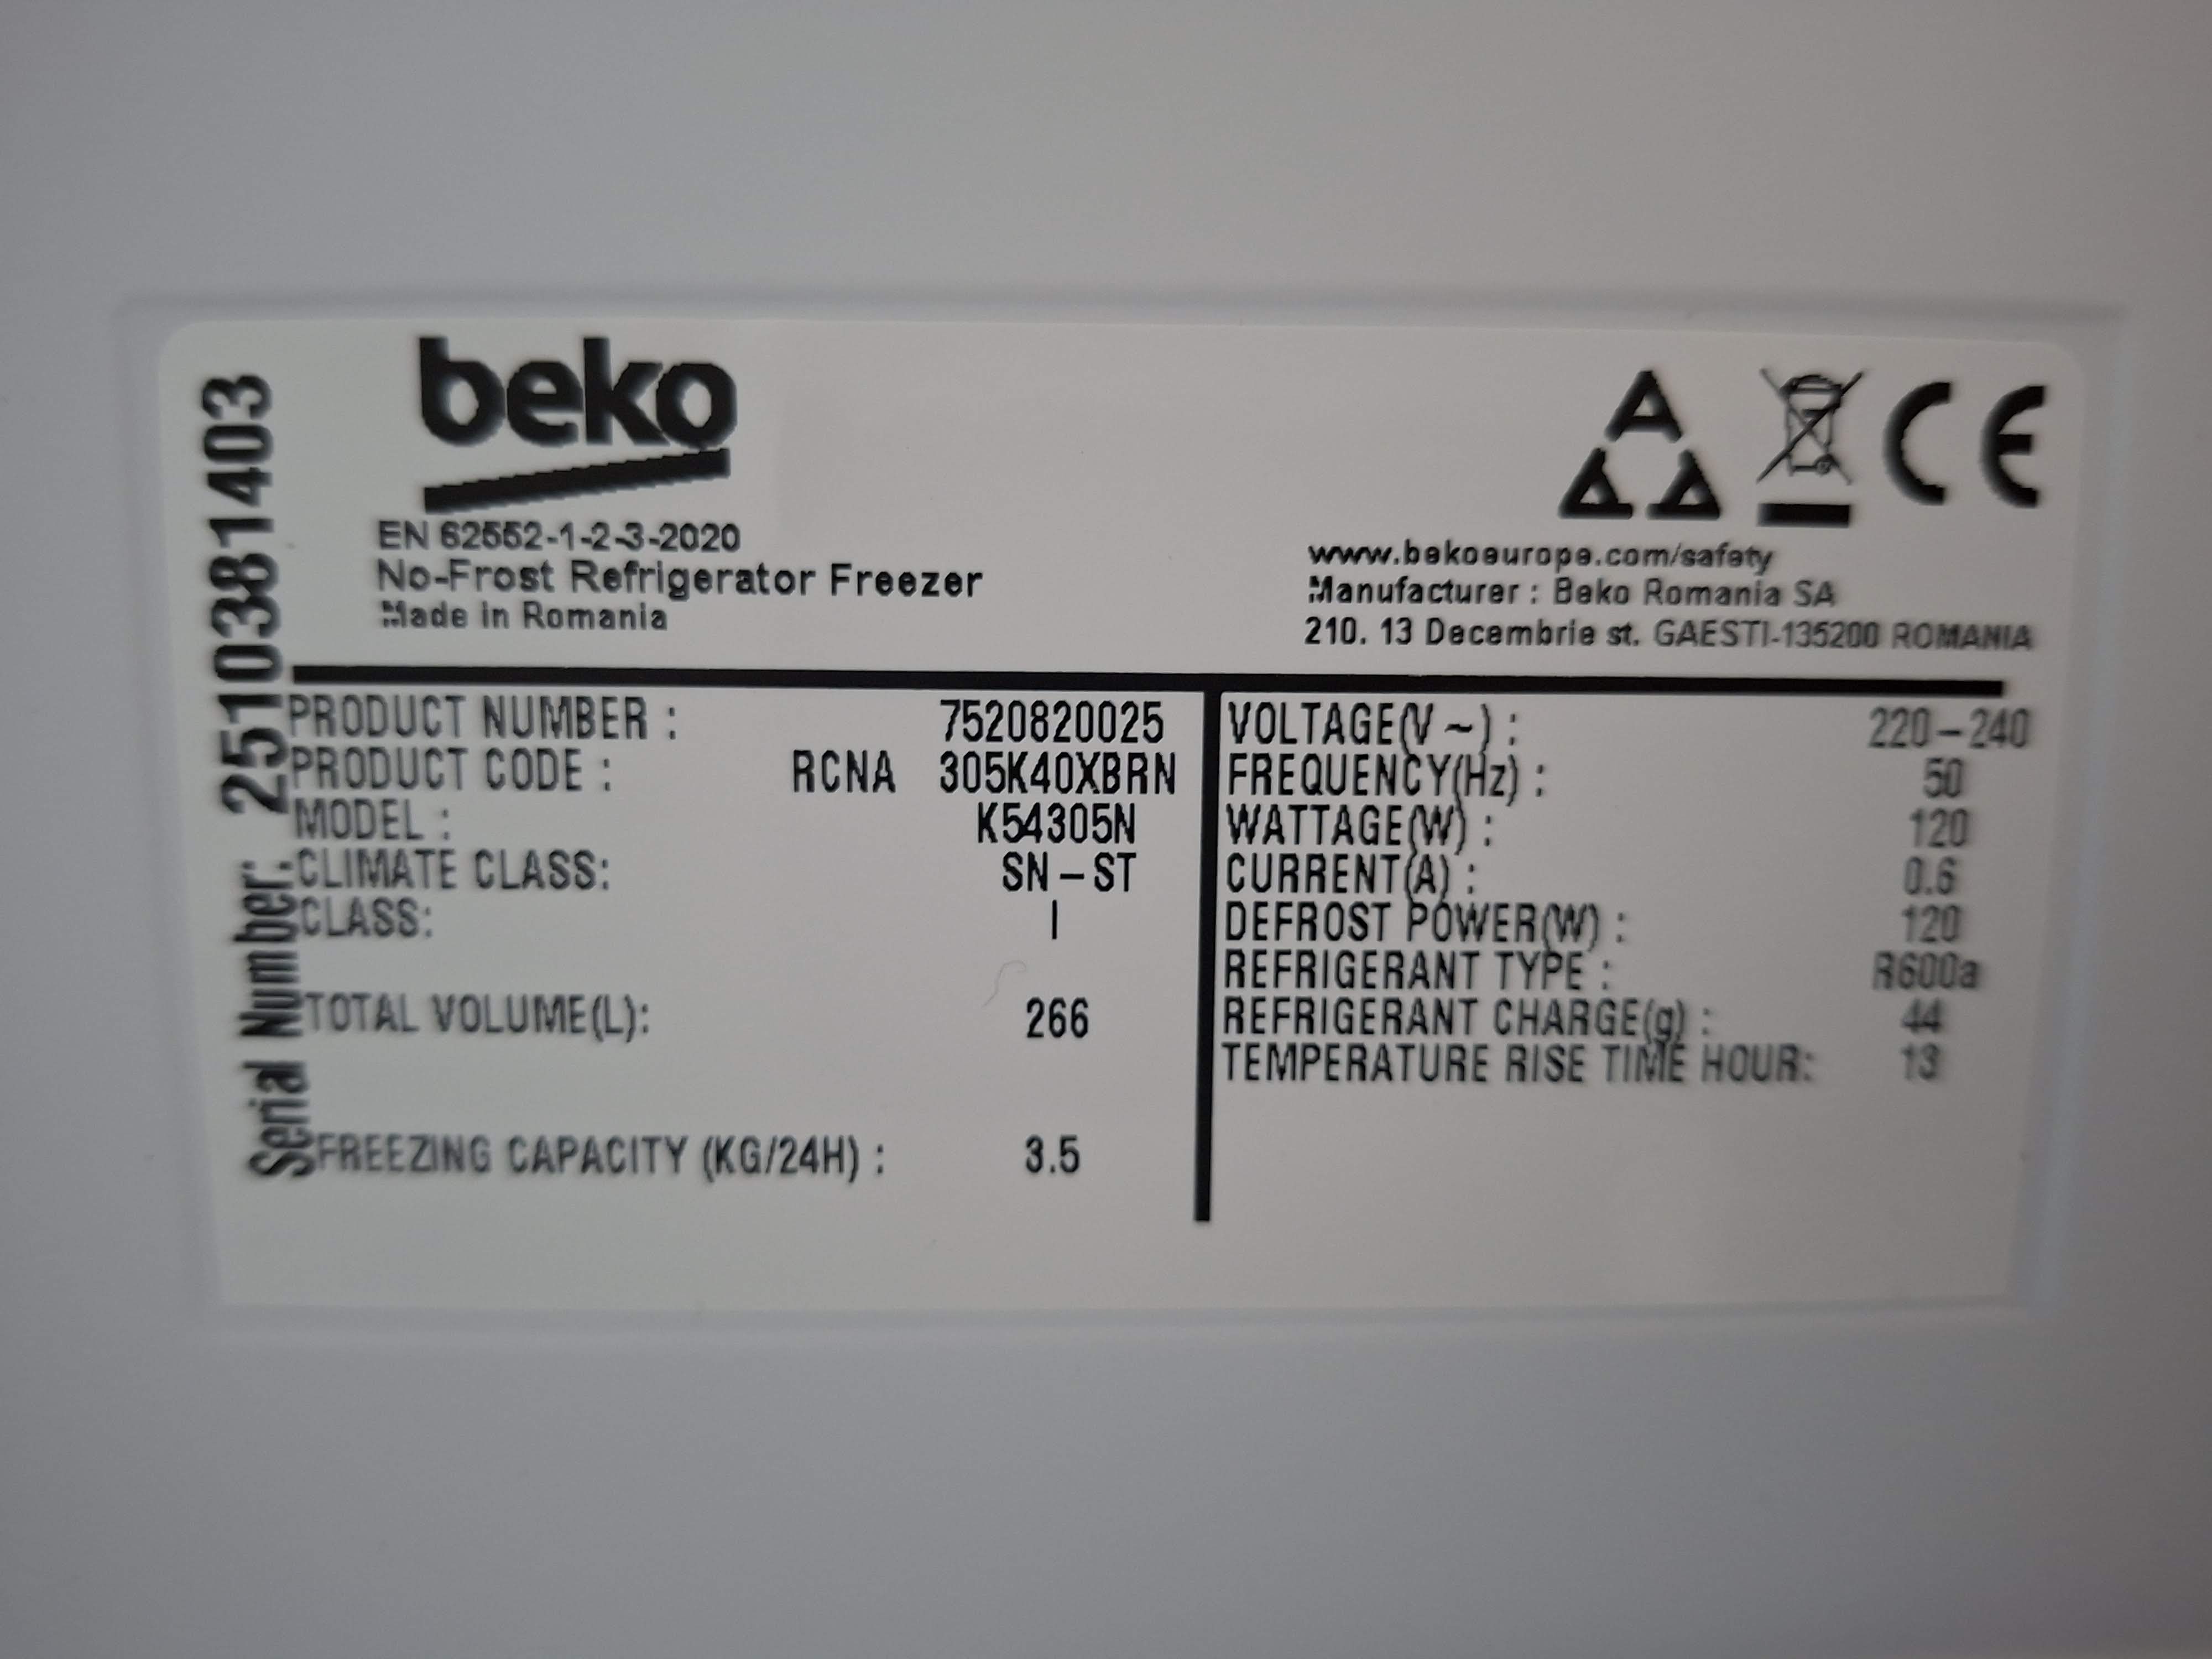 Serial Number: 2510381403
beko
EN 62552-1-2-3-2020
No-Frost Refrigerator Freezer
Made in Romania
CE
www.bekoeurope.com/safety
Manufacturer : Beko Romania SA
210. 13 Decembrie st. GAESTI-135200 ROMANIA
PRODUCT NUMBER : 7520820025
PRODUCT CODE : RCNA 305K40XBRN
MODEL : K54305N
CLIMATE CLASS: SN-ST
CLASS: I
TOTAL VOLUME(L): 266
FREEZING CAPACITY (KG/24H) : 3.5
VOLTAGE(V ~) : 220-240
FREQUENCY(Hz) : 50
WATTAGE(W) : 120
CURRENT(A) : 0.6
DEFROST POWER(W) : 120
REFRIGERANT TYPE : R600a
REFRIGERANT CHARGE(g) : 44
TEMPERATURE RISE TIME HOUR: 13